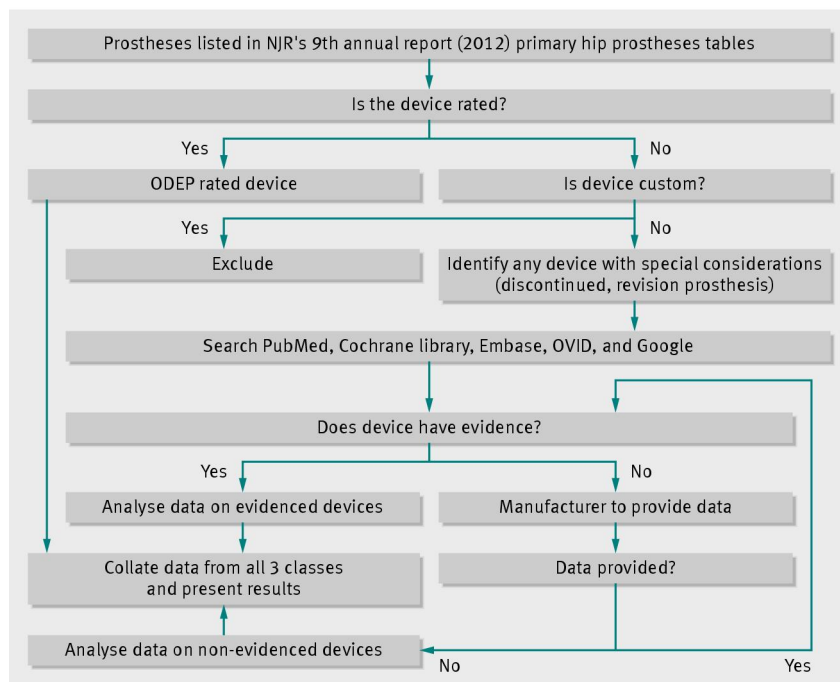 Prostheses listed in NJR's 9th annual report (2012) primary hip prostheses tables
Is the device rated?
Yes
No
ODEP rated device
Is device custom?
Yes
No
Exclude
Identify any device with special considerations
(discontinued, revision prosthesis)
Search PubMed, Cochrane library, Embase, OVID, and Google
Does device have evidence?
Yes
No
Analyse data on evidenced devices
Manufacturer to provide data
Collate data from all 3 classes
and present results
Data provided?
Analyse data on non-evidenced devices
No
Yes